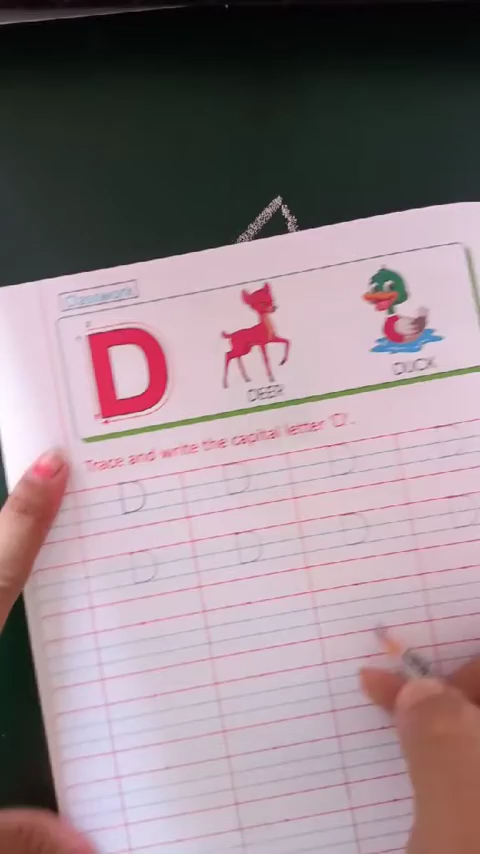 Classwork
D
DEER
DUCK
Trace and write the capital letter 'D'.
D D D D
D D D D